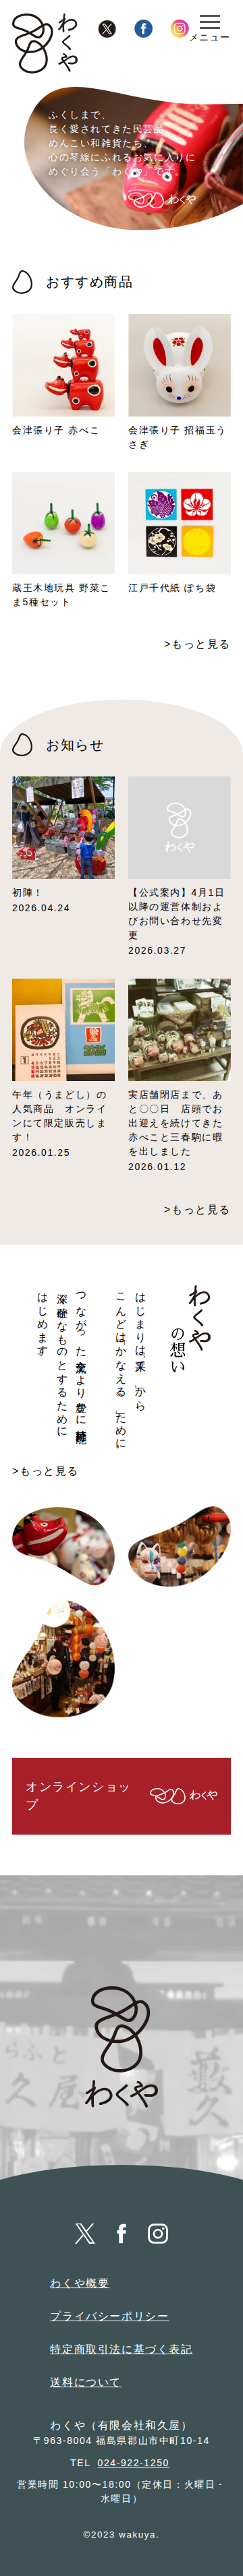 わくや
メニュー
ふくしまで、
長く愛されてきた民芸品、
めんこい和雑貨たち。
心の琴線にふれるお気に入りに
めぐり会う「わくや」です。
わくや
おすすめ商品
会津張り子 赤べこ
会津張り子 招福玉う
さぎ
蔵王木地玩具 野菜こ
ま5種セット
江戸千代紙 ぽち袋
>もっと見る
お知らせ
初陣！
2026.04.24
わくや
【公式案内】4月1日
以降の運営体制およ
びお問い合わせ先変
更
2026.03.27
午年（うまどし）の
人気商品　オンライ
ンにて限定販売しま
す！
2026.01.25
実店舗閉店まで、あ
と〇〇日　店頭でお
出迎えを続けてきた
赤べこと三春駒に暇
を出しました
2026.01.12
>もっと見る
わくや
の想い
はじまりは「 」から。
こんどは「かなえる。」ために。
つながった をより豊かに
深く なものとするために
はじめます。
>もっと見る
オンラインショッ
プ
わくや
わくや
わくや概要
プライバシーポリシー
特定商取引法に基づく表記
送料について
わくや（有限会社和久屋）
〒963-8004 福島県郡山市中町10-14
TEL 024-922-1250
営業時間 10:00〜18:00（定休日：火曜日・
水曜日）
©2023 wakuya.